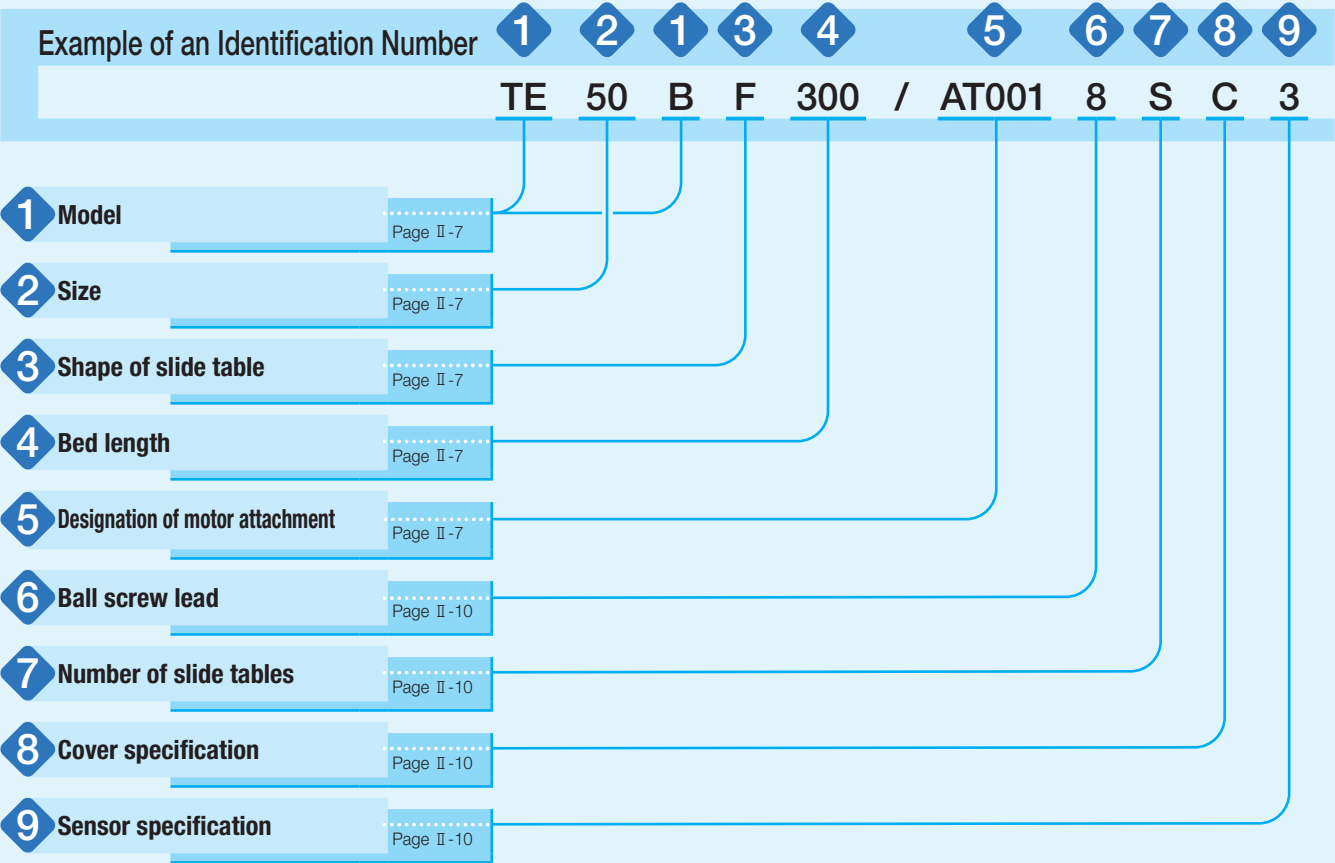 Example of an Identification Number 1 2 1 3 4 5 6 7 8 9
TE 50 B F 300 / AT001 8 S C 3
1 Model
Page Ⅱ-7
2 Size
Page Ⅱ-7
3 Shape of slide table
Page Ⅱ-7
4 Bed length
Page Ⅱ-7
5 Designation of motor attachment
Page Ⅱ-7
6 Ball screw lead
Page Ⅱ-10
7 Number of slide tables
Page Ⅱ-10
8 Cover specification
Page Ⅱ-10
9 Sensor specification
Page Ⅱ-10